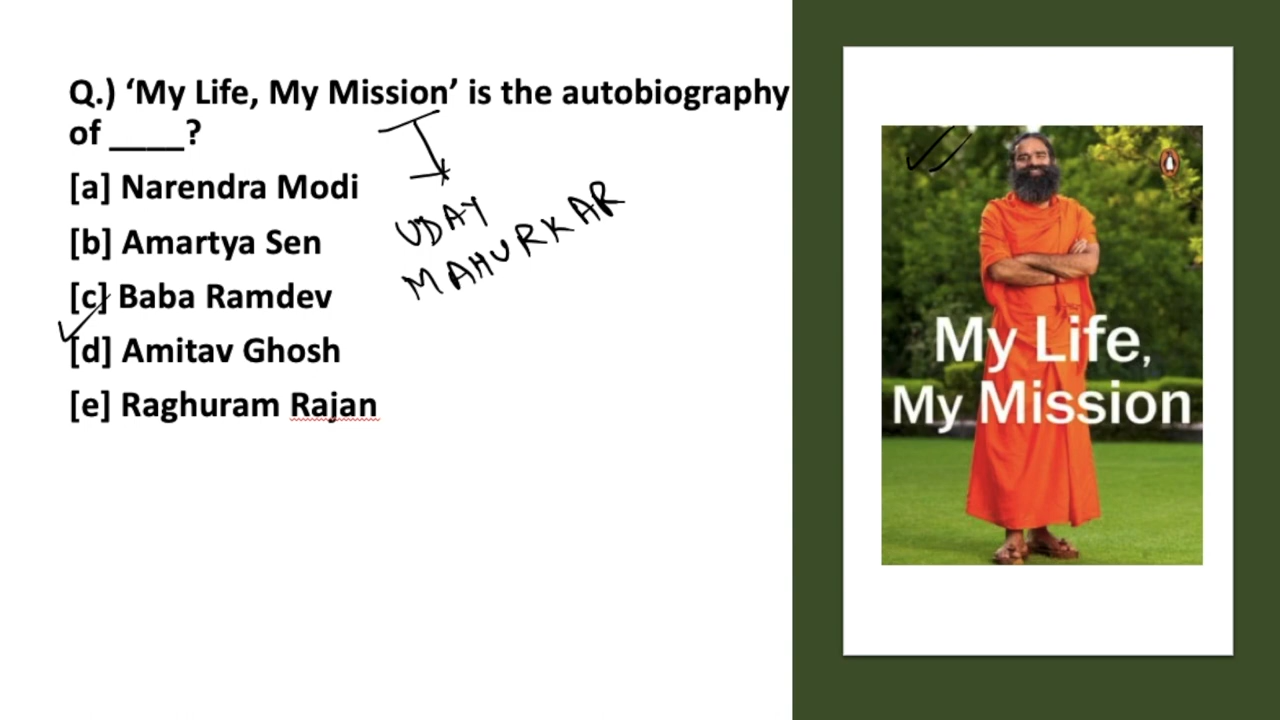 Q.) ‘My Life, My Mission’ is the autobiography
of ____?
[a] Narendra Modi
[b] Amartya Sen
[c] Baba Ramdev
[d] Amitav Ghosh
[e] Raghuram Rajan
UDAY
MAHURKAR
My Life,
My Mission